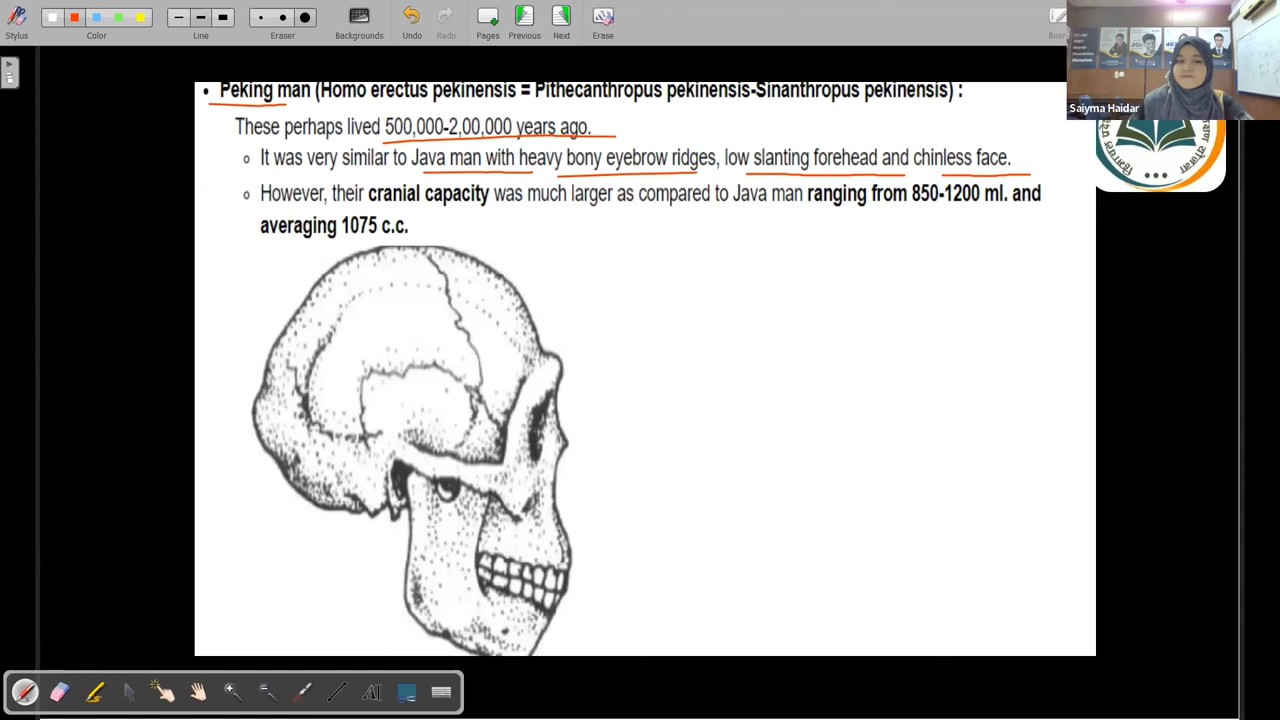 Stylus
Color
Line
Eraser
Backgrounds
Undo
Redo
Pages
Previous
Next
Erase
Saiyma Haidar
• Peking man (Homo erectus pekinensis = Pithecanthropus pekinensis-Sinanthropus pekinensis) :
These perhaps lived 500,000-2,00,000 years ago.
It was very similar to Java man with heavy bony eyebrow ridges, low slanting forehead and chinless face.
However, their cranial capacity was much larger as compared to Java man ranging from 850-1200 ml. and
averaging 1075 c.c.